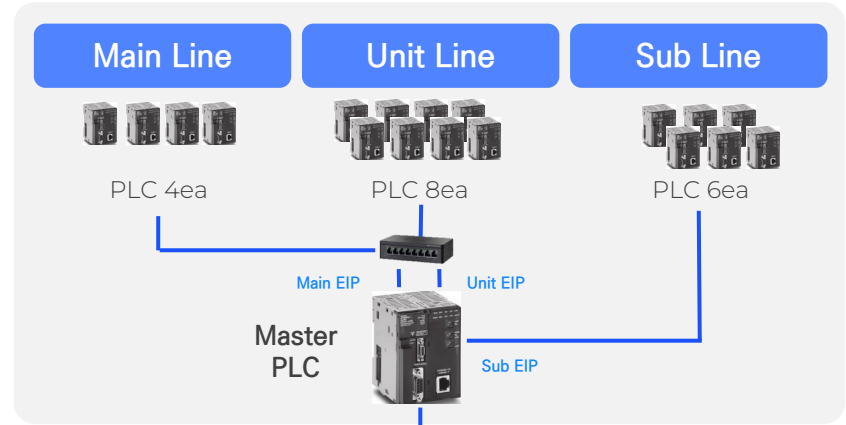 Main Line
Unit Line
Sub Line
PLC 4ea
PLC 8ea
PLC 6ea
Main EIP
Unit EIP
Master
PLC
Sub EIP